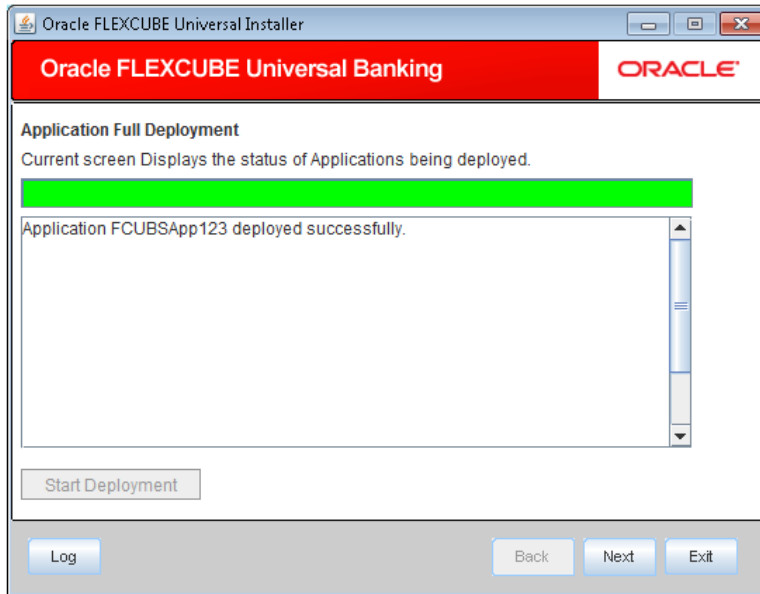 Oracle FLEXCUBE Universal Installer
Oracle FLEXCUBE Universal Banking
ORACLE
Application Full Deployment
Current screen Displays the status of Applications being deployed.
Application FCUBSApp123 deployed successfully.
Start Deployment
Log
Back
Next
Exit